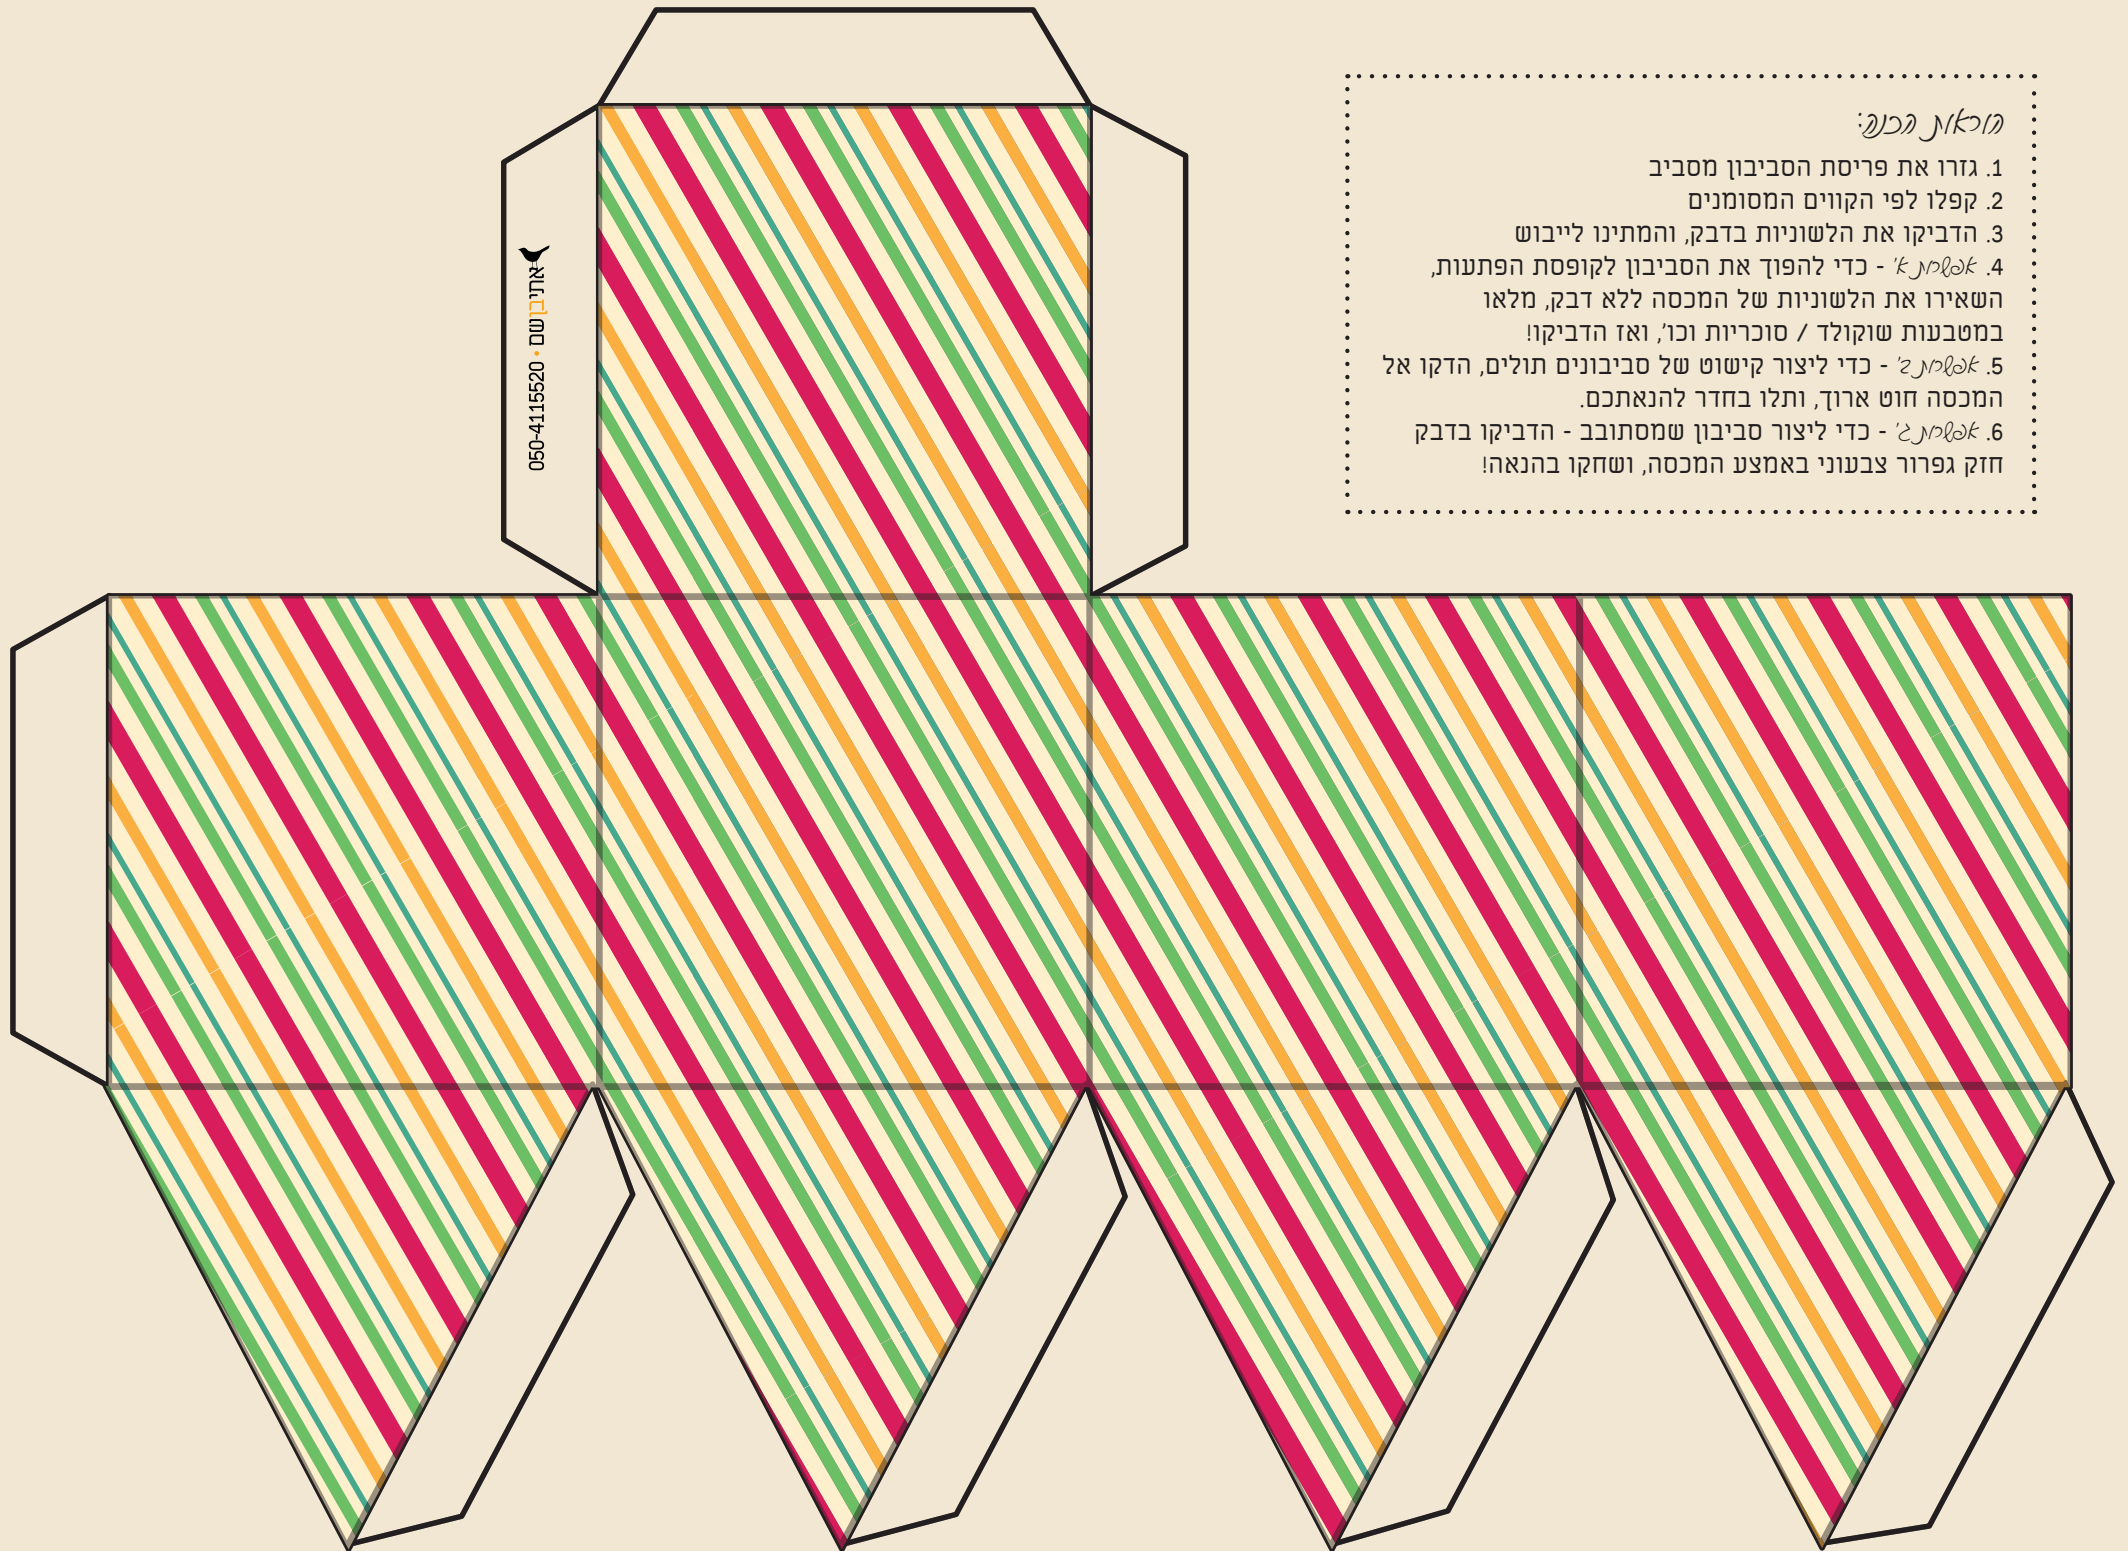 הוראות הכנה:
1. גזרו את פריסת הסביבון מסביב
2. קפלו לפי הקווים המסומנים
3. הדביקו את הלשוניות בדבק, והמתינו לייבוש
4. אפשרות א' - כדי להפוך את הסביבון לקופסת הפתעות,
השאירו את הלשוניות של המכסה ללא דבק, מלאו
במטבעות שוקולד / סוכריות וכו', ואז הדביקו!
5. אפשרות ב' - כדי ליצור קישוט של סביבונים תולים, הדקו אל
המכסה חוט ארוך, ותלו בחדר להנאתכם.
6. אפשרות ג' - כדי ליצור סביבון שמסתובב - הדביקו בדבק
חזק גפרור צבעוני באמצע המכסה, ושחקו בהנאה!
אתי בן שם • 050-4115520